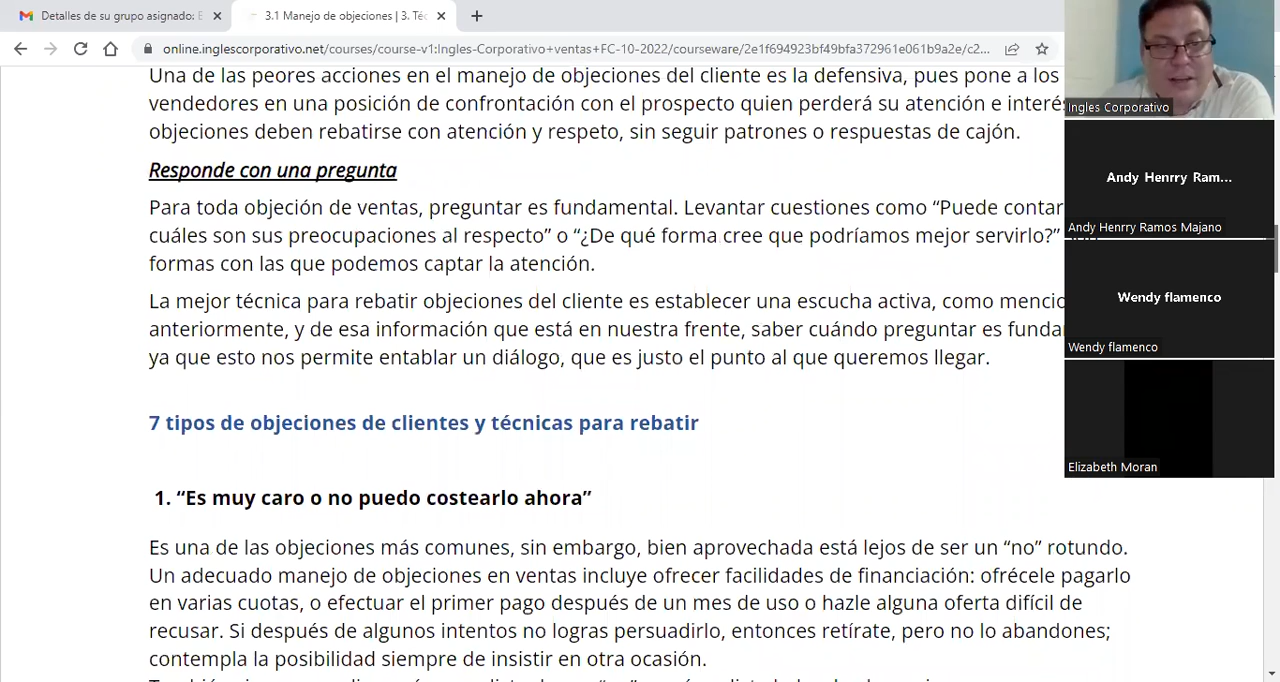 Detalles de su grupo asignado: E
3.1 Manejo de objeciones | 3. Téc
online.inglescorporativo.net/courses/course-v1:Ingles-Corporativo+ventas+FC-10-2022/courseware/2e1f694923bf49bfa372961e061b9a2e/c2...
Una de las peores acciones en el manejo de objeciones del cliente es la defensiva, pues pone a los
vendedores en una posición de confrontación con el prospecto quien perderá su atención e interés
objeciones deben rebatirse con atención y respeto, sin seguir patrones o respuestas de cajón.
Responde con una pregunta
Para toda objeción de ventas, preguntar es fundamental. Levantar cuestiones como “Puede contar
cuáles son sus preocupaciones al respecto” o “¿De qué forma cree que podríamos mejor servirlo?”
formas con las que podemos captar la atención.
La mejor técnica para rebatir objeciones del cliente es establecer una escucha activa, como mencio
anteriormente, y de esa información que está en nuestra frente, saber cuándo preguntar es funda
ya que esto nos permite entablar un diálogo, que es justo el punto al que queremos llegar.
7 tipos de objeciones de clientes y técnicas para rebatir
1. “Es muy caro o no puedo costearlo ahora”
Es una de las objeciones más comunes, sin embargo, bien aprovechada está lejos de ser un “no” rotundo.
Un adecuado manejo de objeciones en ventas incluye ofrecer facilidades de financiación: ofrécele pagarlo
en varias cuotas, o efectuar el primer pago después de un mes de uso o hazle alguna oferta difícil de
recusar. Si después de algunos intentos no logras persuadirlo, entonces retírate, pero no lo abandones;
contempla la posibilidad siempre de insistir en otra ocasión.
Ingles Corporativo
Andy Henrry Ram...
Andy Henrry Ramos Majano
Wendy flamenco
Wendy flamenco
Elizabeth Moran